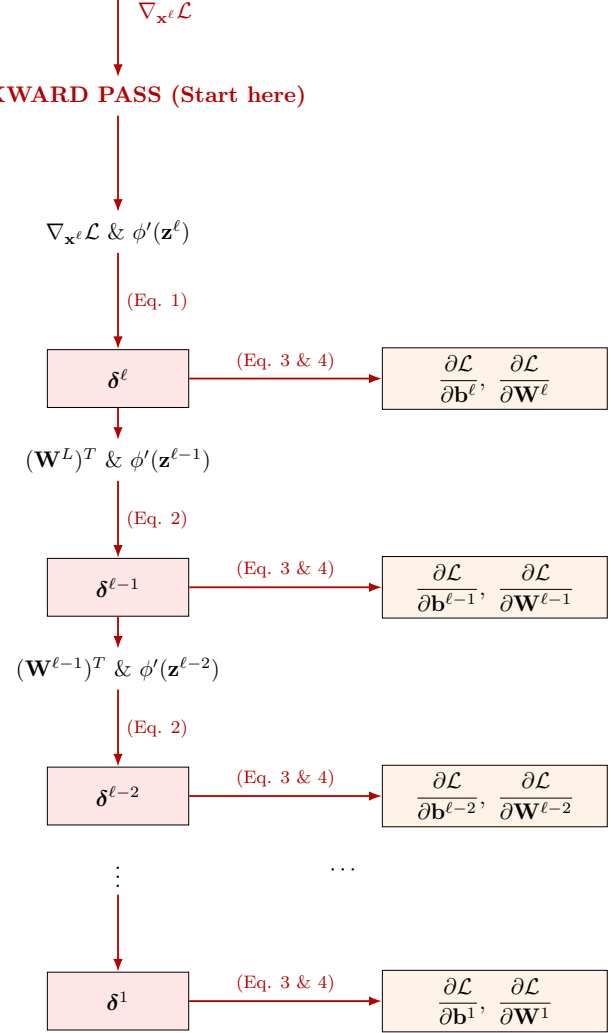 ∇_{𝐱^ℓ}ℒ
KWARD PASS (Start here)
∇_{𝐱^ℓ}ℒ & ϕ′(𝐳^ℓ)
(Eq. 1)
𝜹^ℓ (Eq. 3 & 4) ∂ℒ/∂𝐛^ℓ, ∂ℒ/∂𝐖^ℓ
(𝐖^L)^T & ϕ′(𝐳^{ℓ−1})
(Eq. 2)
𝜹^{ℓ−1} (Eq. 3 & 4) ∂ℒ/∂𝐛^{ℓ−1}, ∂ℒ/∂𝐖^{ℓ−1}
(𝐖^{ℓ−1})^T & ϕ′(𝐳^{ℓ−2})
(Eq. 2)
𝜹^{ℓ−2} (Eq. 3 & 4) ∂ℒ/∂𝐛^{ℓ−2}, ∂ℒ/∂𝐖^{ℓ−2}
⋮ ⋯
𝜹^1 (Eq. 3 & 4) ∂ℒ/∂𝐛^1, ∂ℒ/∂𝐖^1